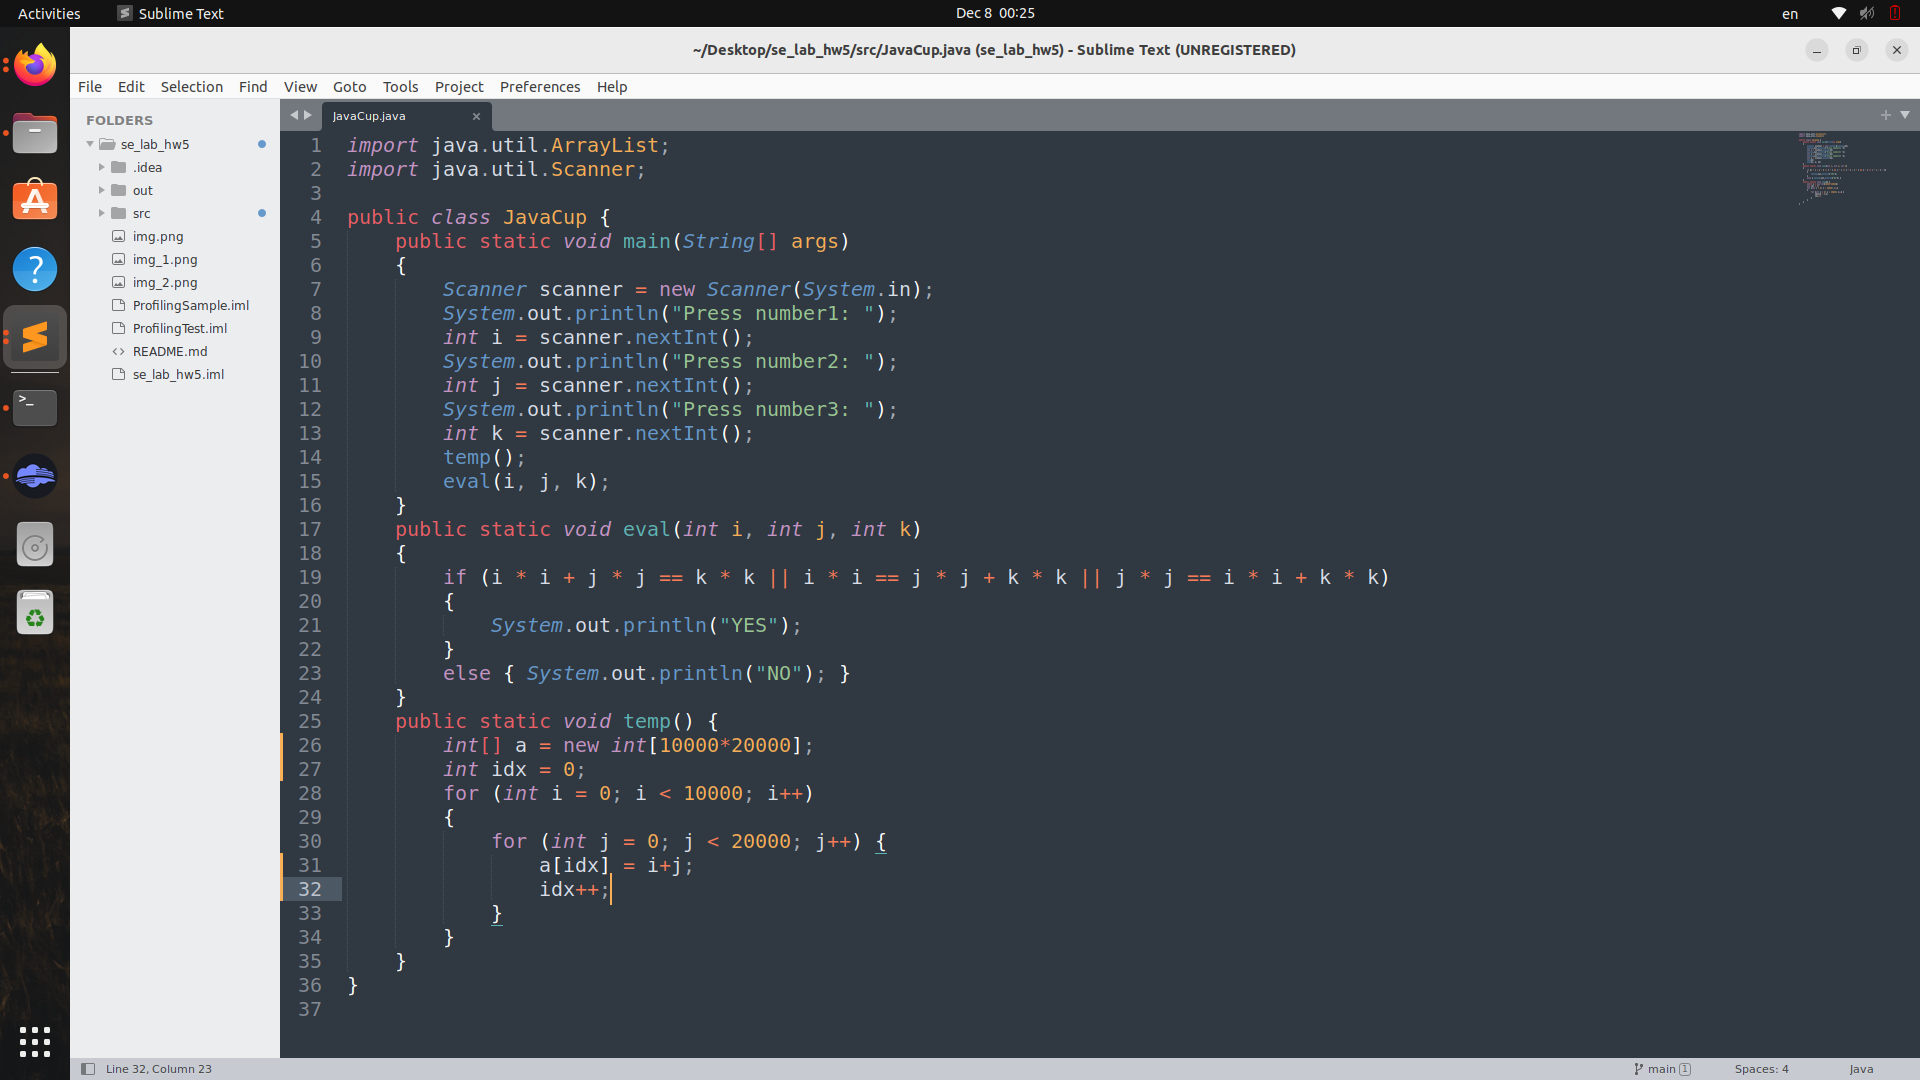 Activities
Sublime Text
Dec 8 00:25
en
~/Desktop/se_lab_hw5/src/JavaCup.java (se_lab_hw5) - Sublime Text (UNREGISTERED)
File Edit Selection Find View Goto Tools Project Preferences Help
FOLDERS
se_lab_hw5
.idea
out
src
img.png
img_1.png
img_2.png
ProfilingSample.iml
ProfilingTest.iml
README.md
se_lab_hw5.iml
JavaCup.java
1 import java.util.ArrayList;
2 import java.util.Scanner;
3
4 public class JavaCup {
5     public static void main(String[] args)
6     {
7         Scanner scanner = new Scanner(System.in);
8         System.out.println("Press number1: ");
9         int i = scanner.nextInt();
10         System.out.println("Press number2: ");
11         int j = scanner.nextInt();
12         System.out.println("Press number3: ");
13         int k = scanner.nextInt();
14         temp();
15         eval(i, j, k);
16     }
17     public static void eval(int i, int j, int k)
18     {
19         if (i * i + j * j == k * k || i * i == j * j + k * k || j * j == i * i + k * k)
20         {
21             System.out.println("YES");
22         }
23         else { System.out.println("NO"); }
24     }
25     public static void temp() {
26         int[] a = new int[10000*20000];
27         int idx = 0;
28         for (int i = 0; i < 10000; i++)
29         {
30             for (int j = 0; j < 20000; j++) {
31                 a[idx] = i+j;
32                 idx++;
33             }
34         }
35     }
36 }
37
Line 32, Column 23
main 1
Spaces: 4
Java